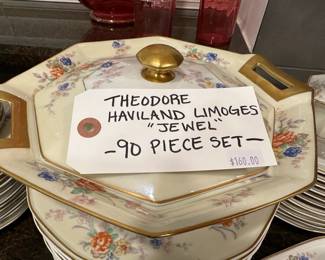 THEODORE
HAVILAND LIMOGES
"JEWEL"
-90 PIECE SET-
$160.00